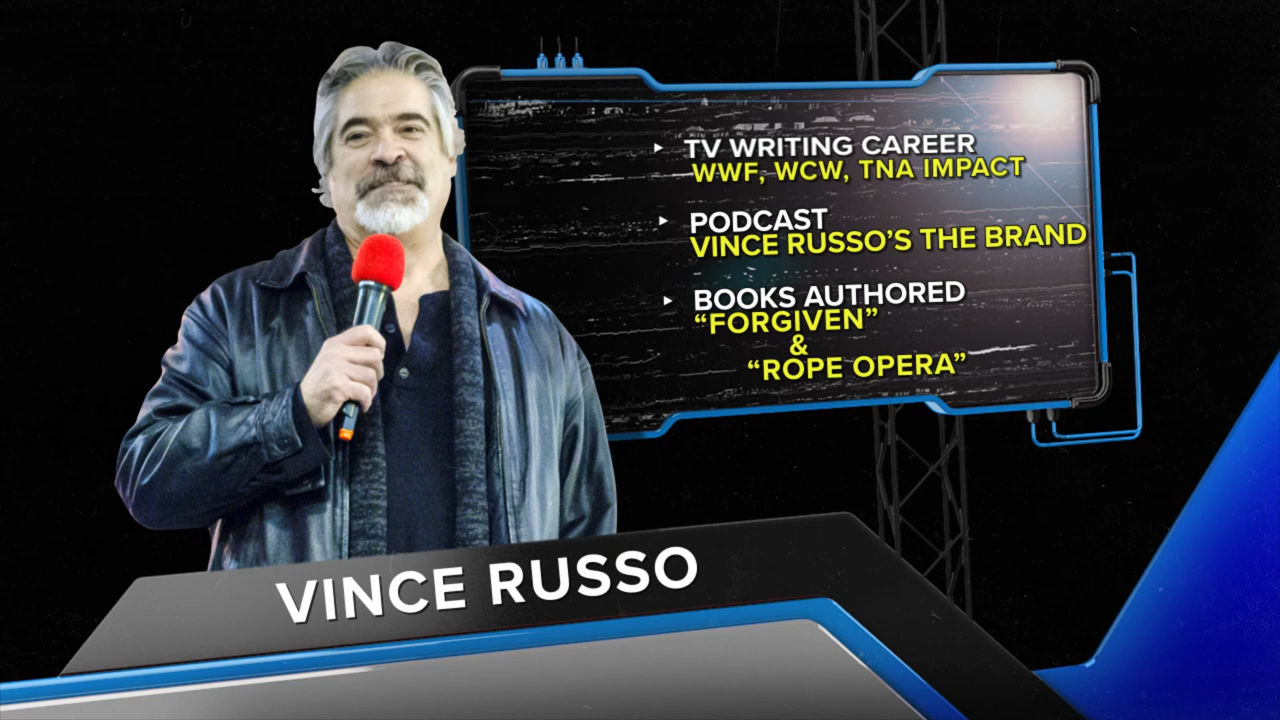 TV WRITING CAREER
WWF, WCW, TNA IMPACT
PODCAST
VINCE RUSSO'S THE BRAND
BOOKS AUTHORED
“FORGIVEN”
&
“ROPE OPERA”
VINCE RUSSO